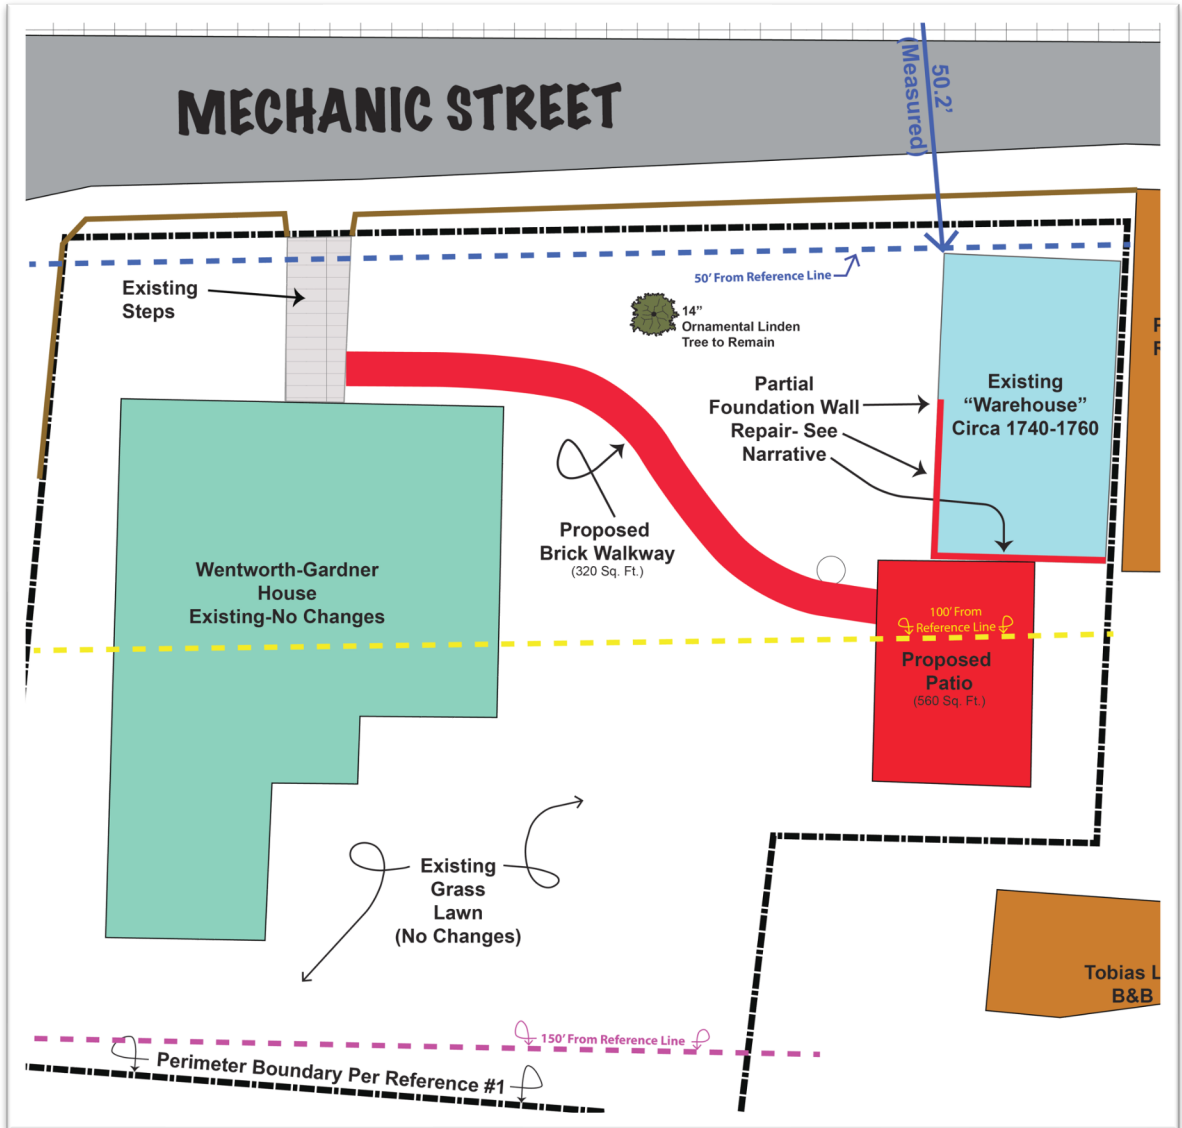 MECHANIC STREET
50.2’
(Measured)
50’ From Reference Line
Existing
Steps
14”
Ornamental Linden
Tree to Remain
Partial
Foundation Wall
Repair- See
Narrative
Existing
“Warehouse”
Circa 1740-1760
Proposed
Brick Walkway
(320 Sq. Ft.)
Wentworth-Gardner
House
Existing-No Changes
100’ From
Reference Line
Proposed
Patio
(560 Sq. Ft.)
Existing
Grass
Lawn
(No Changes)
Tobias L
B&B
150’ From Reference Line
Perimeter Boundary Per Reference #1